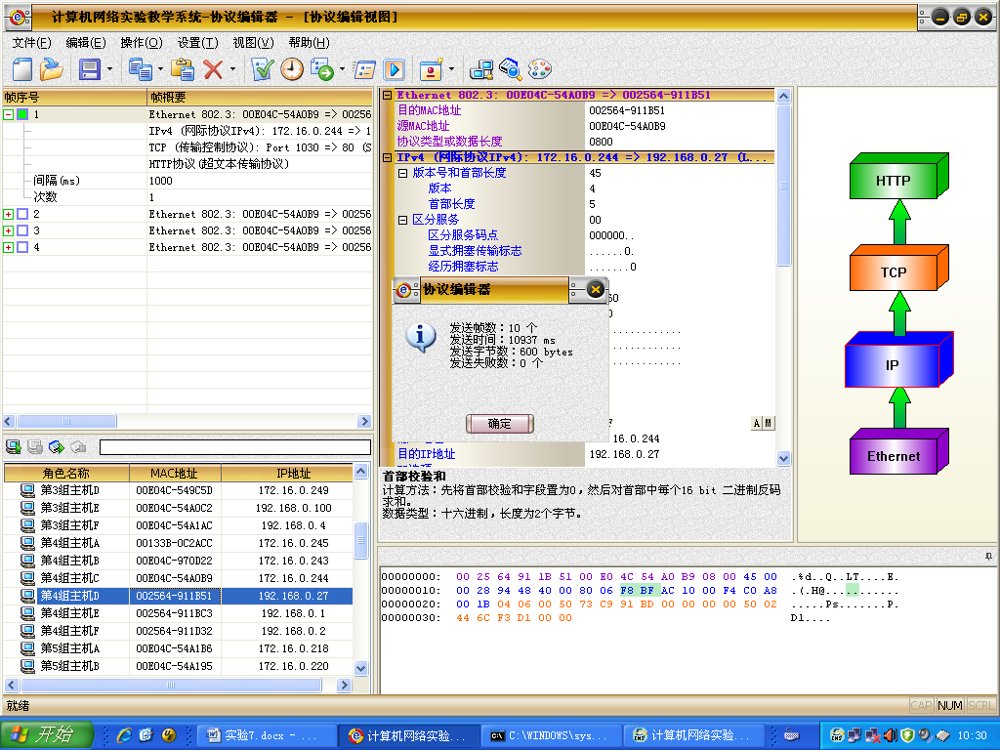 计算机网络实验教学系统-协议编辑器 - [协议编辑视图]
文件(F) 编辑(E) 操作(O) 设置(T) 视图(V) 帮助(H)
帧序号 帧概要
1 Ethernet 802.3: 00E04C-54A0B9 => 00256
IPv4 (网际协议IPv4): 172.16.0.244 => 1
TCP (传输控制协议): Port 1030 => 80 (S
HTTP协议(超文本传输协议)
间隔(ms) 1000
次数 1
2 Ethernet 802.3: 00E04C-54A0B9 => 00256
3 Ethernet 802.3: 00E04C-54A0B9 => 00256
4 Ethernet 802.3: 00E04C-54A0B9 => 00256
角色名称 MAC地址 IP地址
第3组主机D 00E04C-549C5D 172.16.0.249
第3组主机E 00E04C-54A0C2 192.168.0.100
第3组主机F 00E04C-54A1AC 192.168.0.4
第4组主机A 00133B-0C2ACC 172.16.0.245
第4组主机B 00E04C-970D22 172.16.0.243
第4组主机C 00E04C-54A0B9 172.16.0.244
第4组主机D 002564-911B51 192.168.0.27
第4组主机E 002564-911BC3 192.168.0.1
第4组主机F 002564-911D32 192.168.0.2
第5组主机A 00E04C-54A1B6 172.16.0.218
第5组主机B 00E04C-54A195 172.16.0.220
Ethernet 802.3: 00E04C-54A0B9 => 002564-911B51
目的MAC地址 002564-911B51
源MAC地址 00E04C-54A0B9
协议类型或数据长度 0800
IPv4 (网际协议IPv4): 172.16.0.244 => 192.168.0.27 (L...
版本号和首部长度 45
版本 4
首部长度 5
区分服务 00
区分服务码点 000000..
显式拥塞传输标志 ......0.
经历拥塞标志 .......0
协议编辑器
发送帧数:10 个
发送时间:10937 ms
发送字节数:600 bytes
发送失败数:0 个
确定
A M
16.0.244
目的IP地址 192.168.0.27
首部校验和
计算方法:先将首部校验和字段置为0,然后对首部中每个16 bit 二进制反码
求和。
数据类型:十六进制,长度为2个字节。
00000000: 00 25 64 91 1B 51 00 E0 4C 54 A0 B9 08 00 45 00 .%d..Q..LT....E.
00000010: 00 28 94 48 40 00 80 06 F8 BF AC 10 00 F4 C0 A8 .(.H@...........
00000020: 00 1B 04 06 00 50 73 C9 91 BD 00 00 00 00 50 02 .....Ps.......P.
00000030: 44 6C F3 D1 00 00 Dl....
HTTP
TCP
IP
Ethernet
就绪
CAP NUM SCRL
开始
实验7.docx - ...
计算机网络实验...
C:\WINDOWS\sys...
计算机网络实验...
10:30